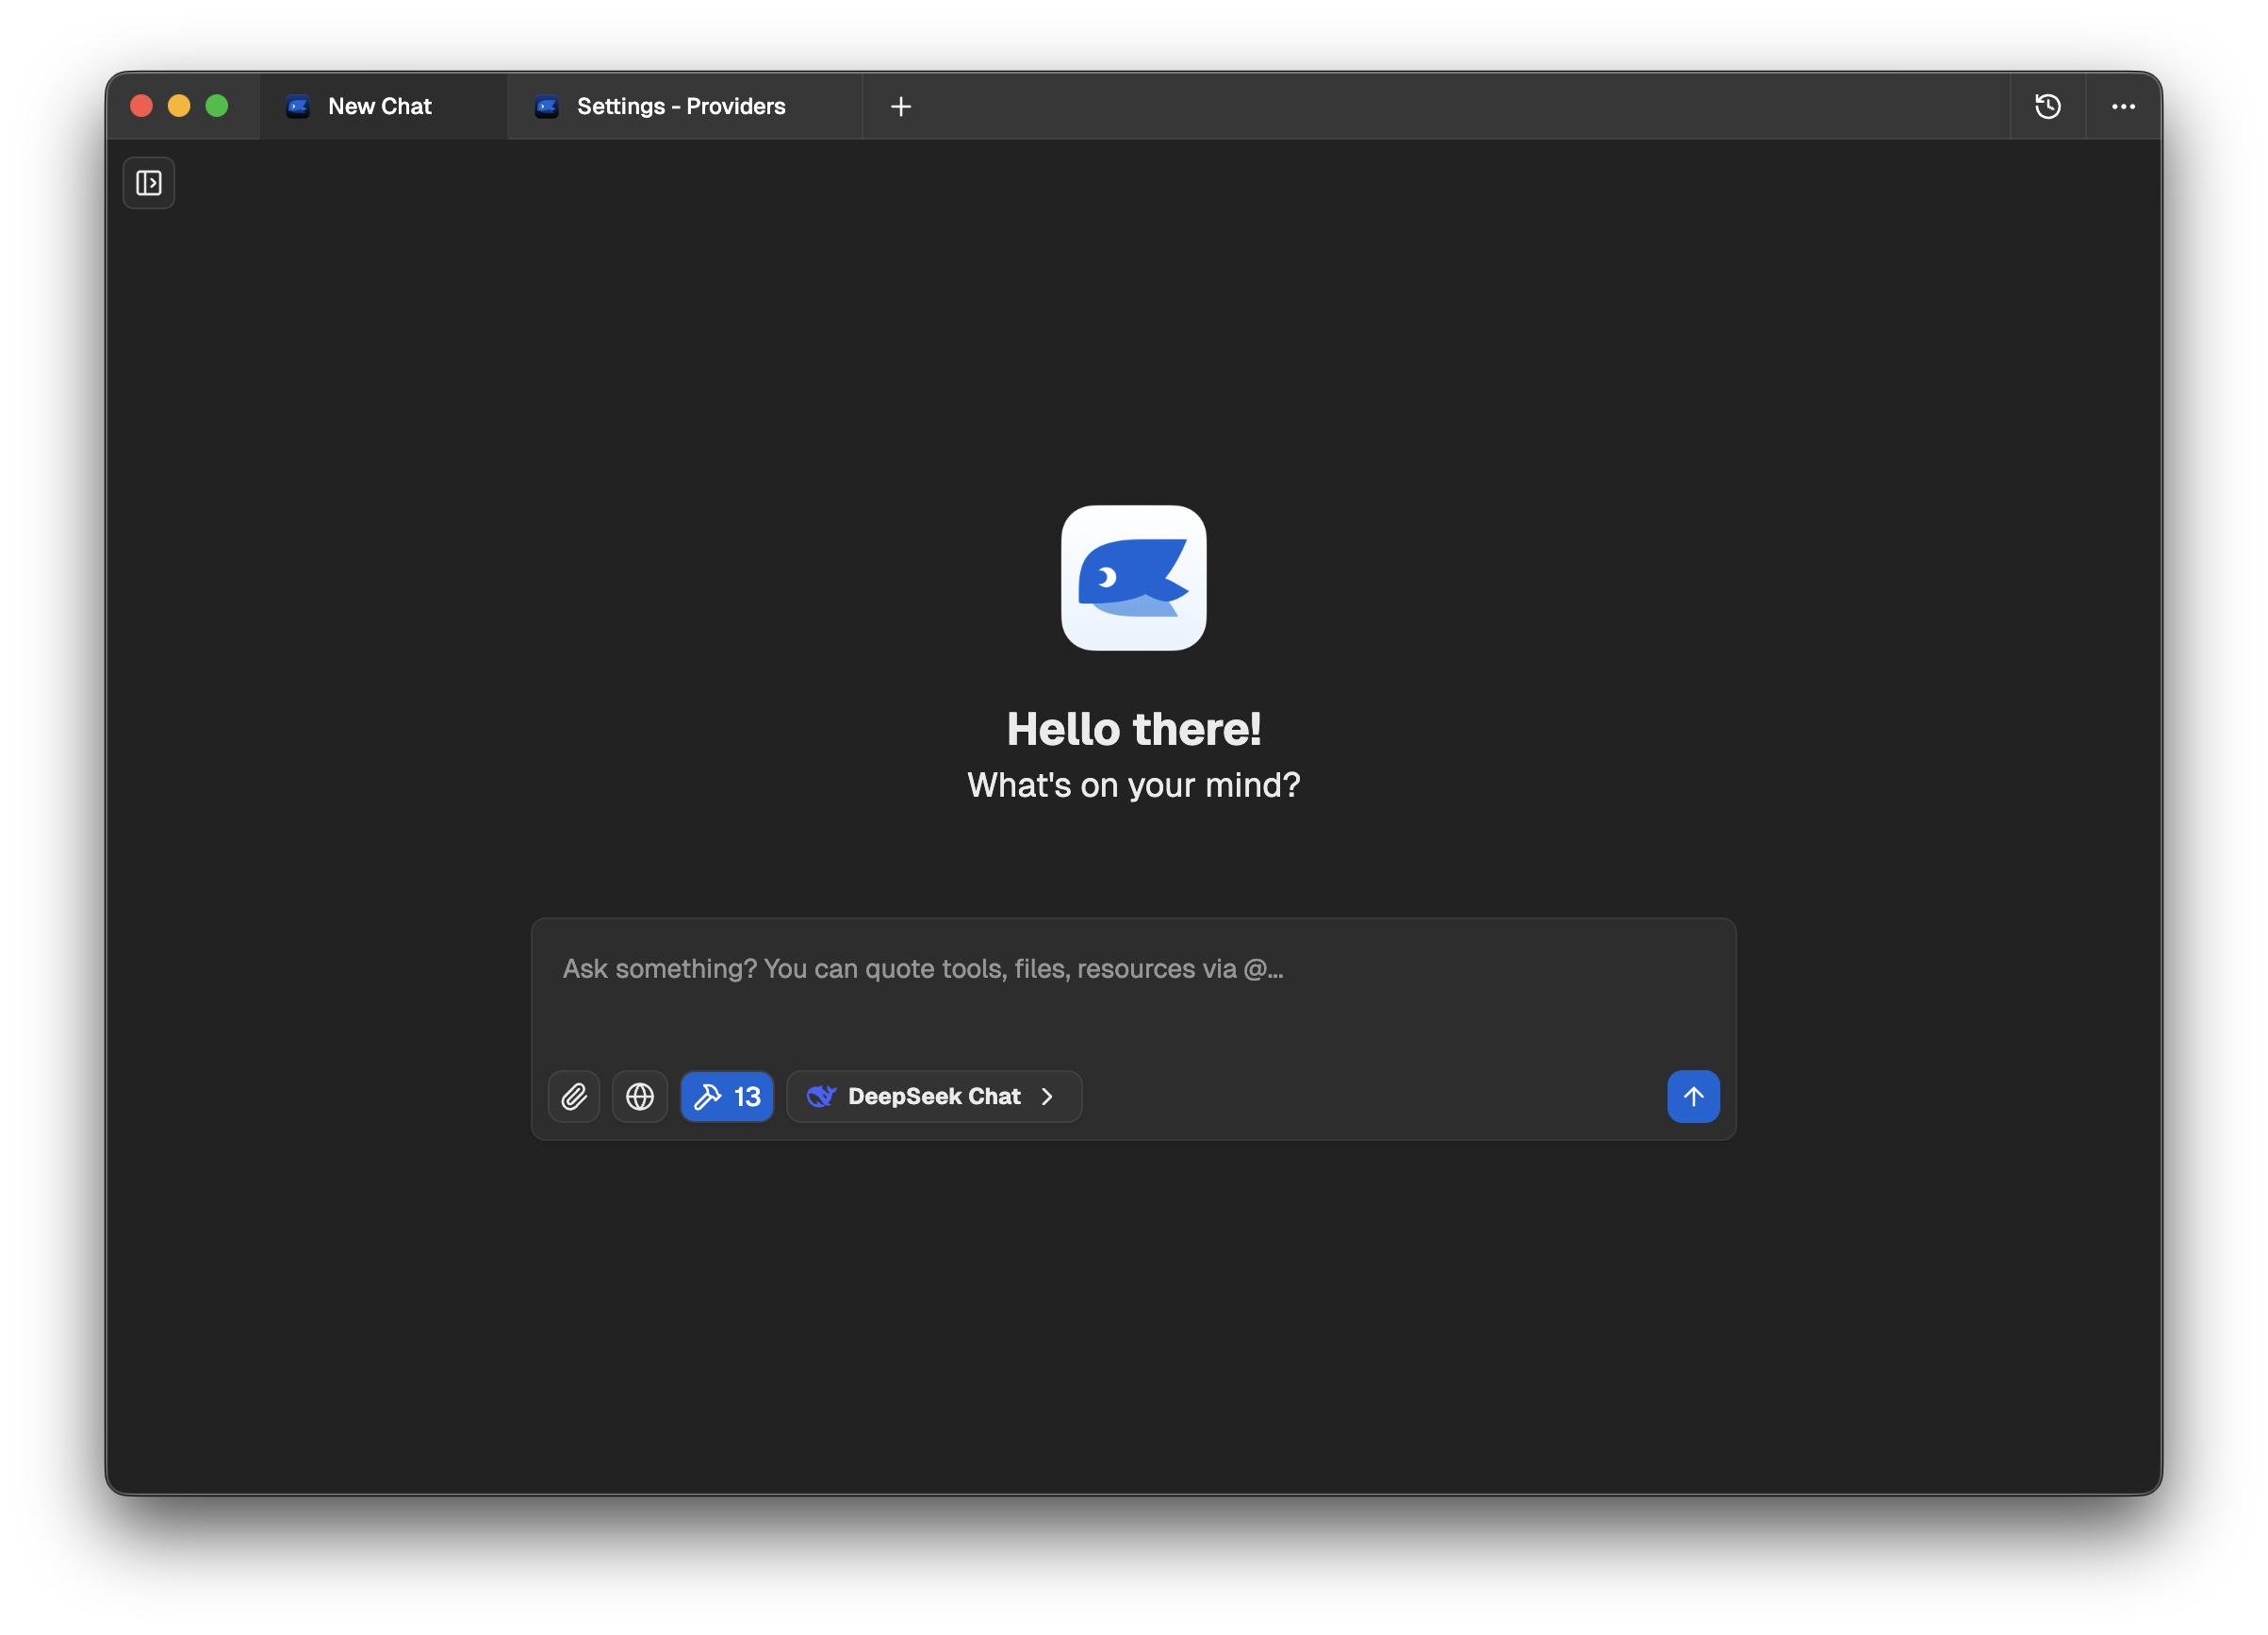 New Chat
Settings - Providers
Hello there!
What's on your mind?
Ask something? You can quote tools, files, resources via @...
13
DeepSeek Chat